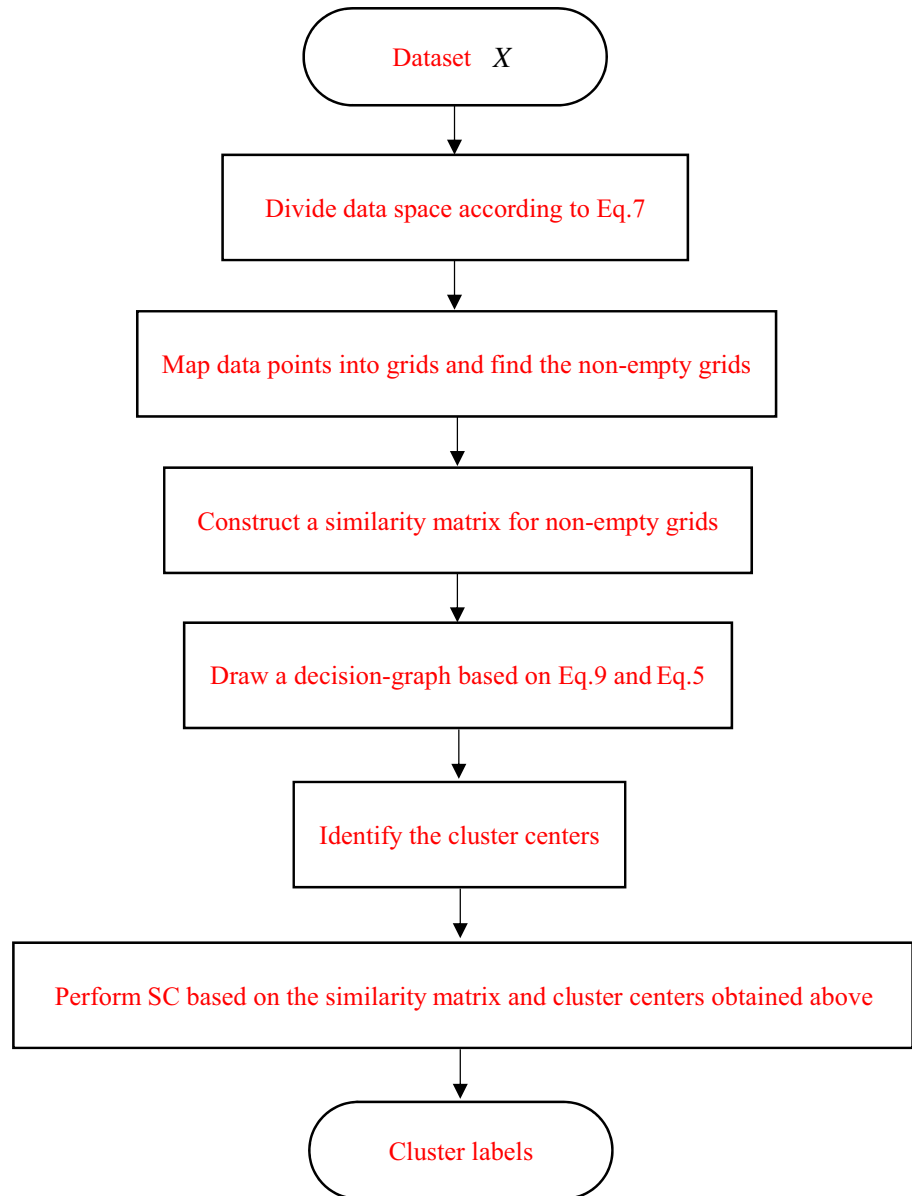 Dataset X
Divide data space according to Eq.7
Map data points into grids and find the non-empty grids
Construct a similarity matrix for non-empty grids
Draw a decision-graph based on Eq.9 and Eq.5
Identify the cluster centers
Perform SC based on the similarity matrix and cluster centers obtained above
Cluster labels